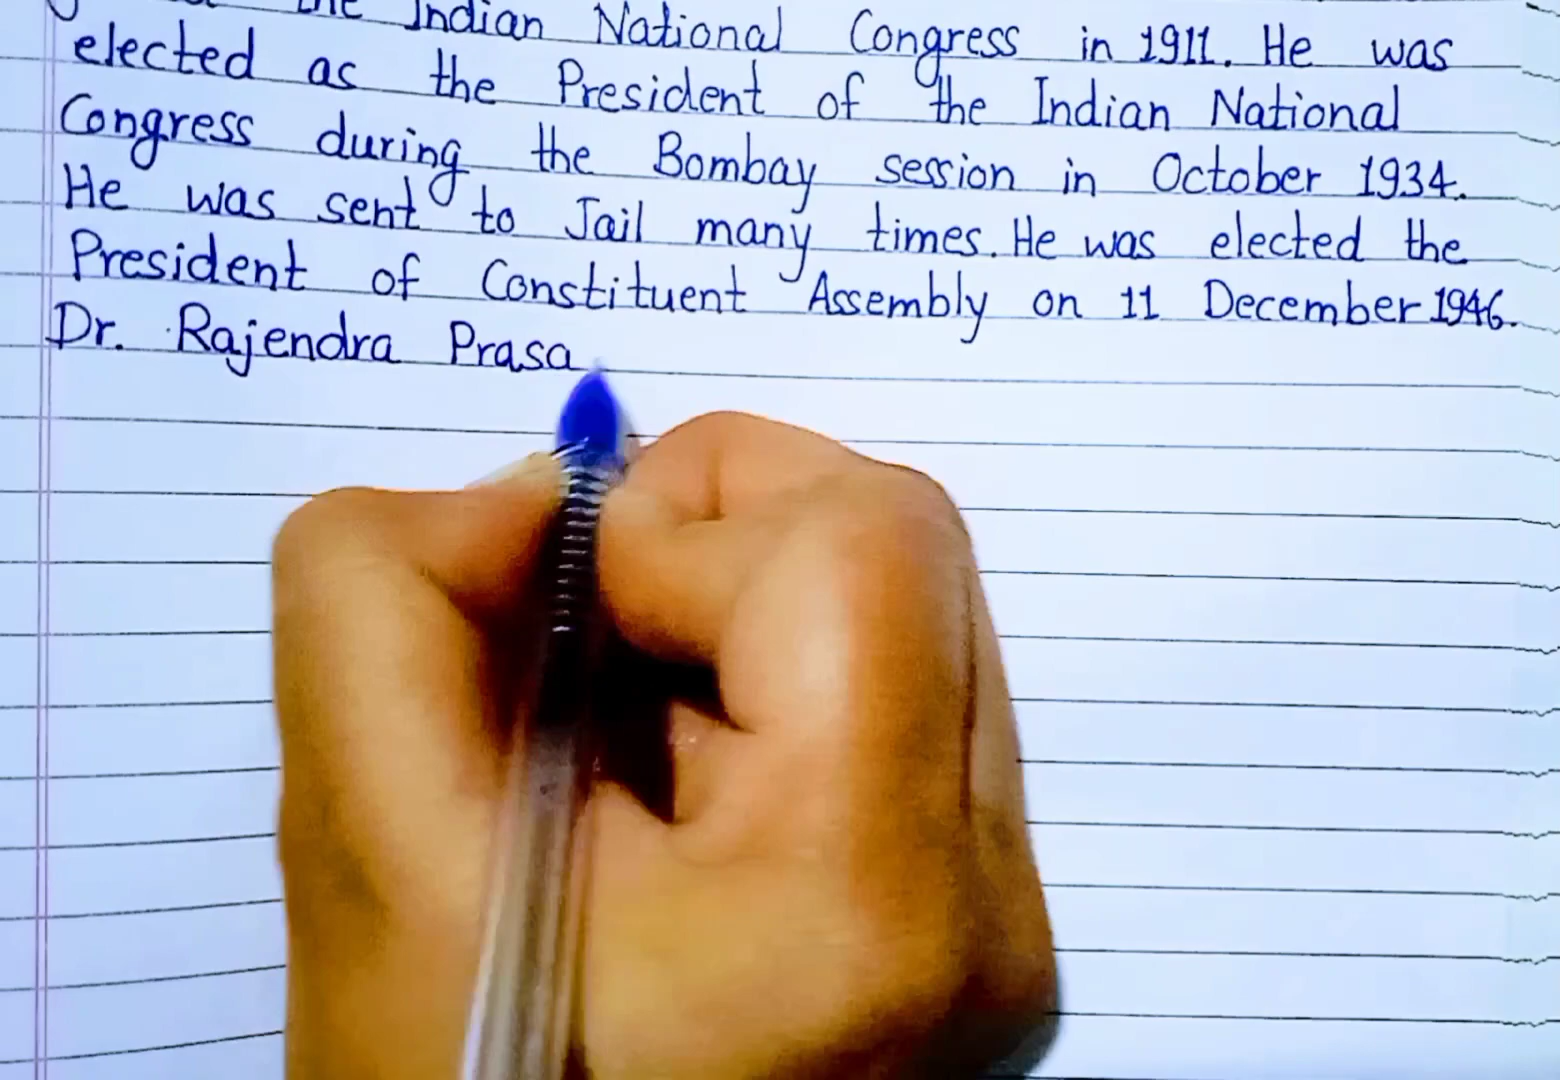 the Indian National Congress in 1911. He was
elected as the President of the Indian National
Congress during the Bombay session in October 1934.
He was sent to Jail many times. He was elected the
President of Constituent Assembly on 11 December 1946.
Dr. Rajendra Prasa